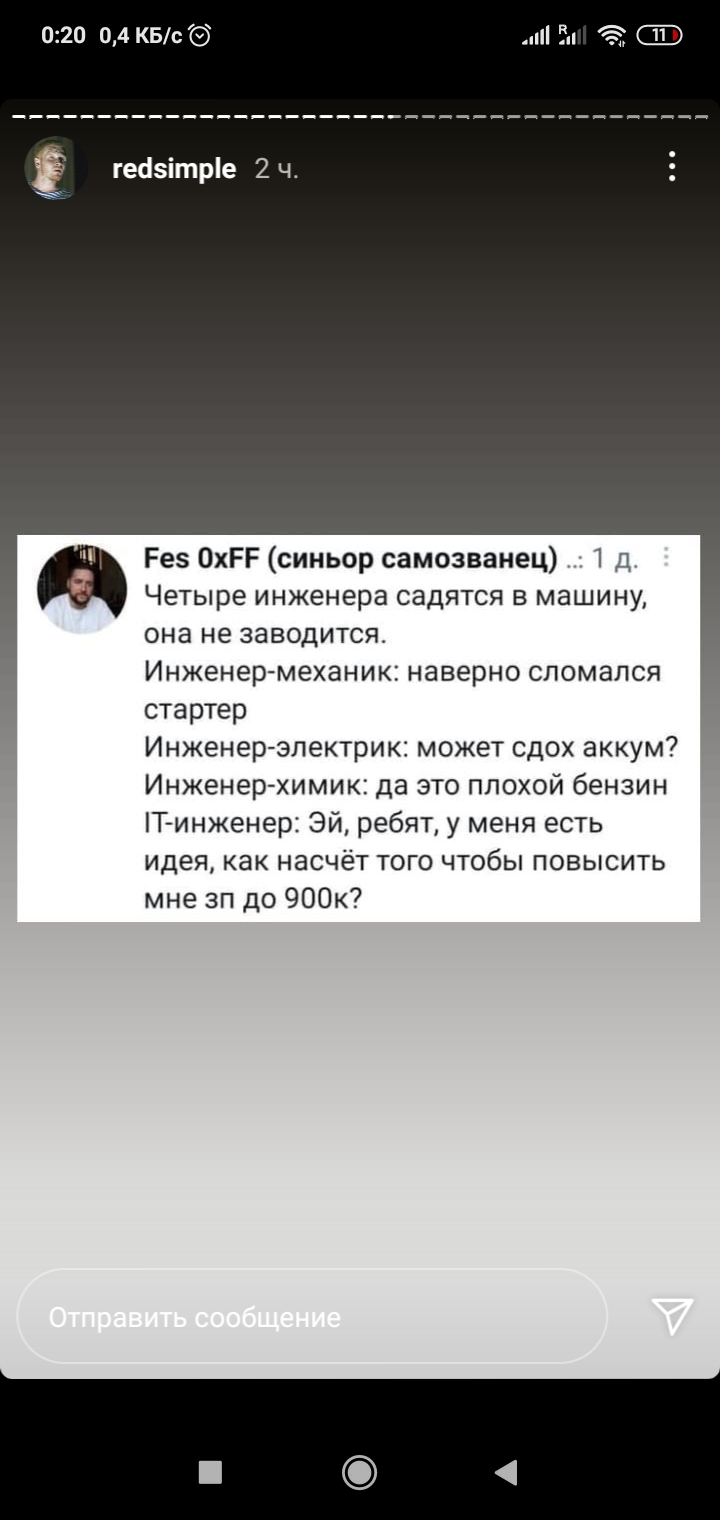 0:20 0,4 КБ/с
R
11
redsimple 2 ч.
Fes 0xFF (синьор самозванец) ..: 1 д.
Четыре инженера садятся в машину,
она не заводится.
Инженер-механик: наверно сломался
стартер
Инженер-электрик: может сдох аккум?
Инженер-химик: да это плохой бензин
IT-инженер: Эй, ребят, у меня есть
идея, как насчёт того чтобы повысить
мне зп до 900к?
Отправить сообщение